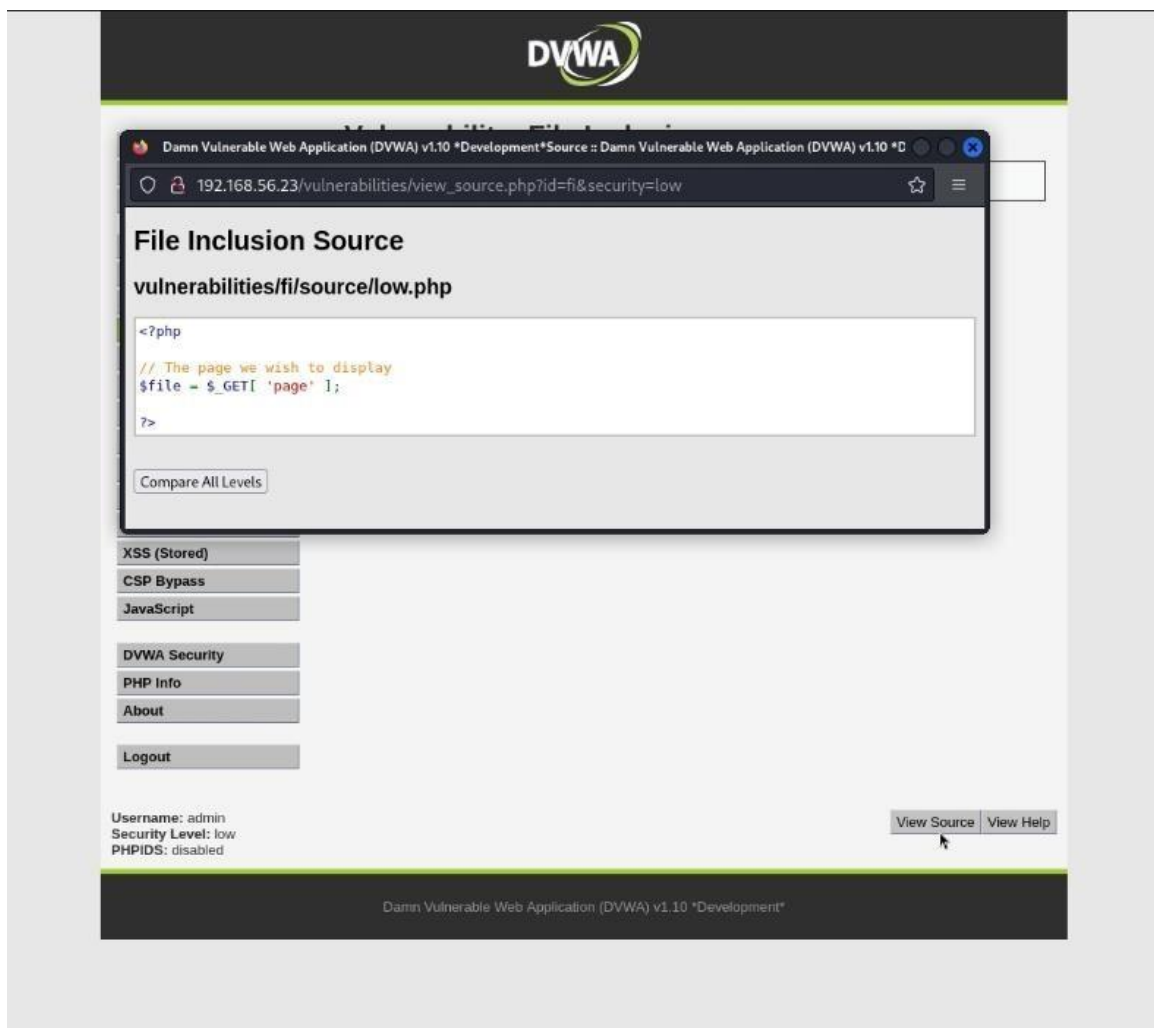 DVWA
Damn Vulnerable Web Application (DVWA) v1.10 *Development*Source :: Damn Vulnerable Web Application (DVWA) v1.10 *D
192.168.56.23/vulnerabilities/view_source.php?id=fi&security=low
File Inclusion Source
vulnerabilities/fi/source/low.php
<?php
// The page we wish to display
$file = $_GET[ 'page' ];
?>
Compare All Levels
XSS (Stored)
CSP Bypass
JavaScript
DVWA Security
PHP Info
About
Logout
Username: admin
Security Level: low
PHPIDS: disabled
View Source View Help
Damn Vulnerable Web Application (DVWA) v1.10 *Development*